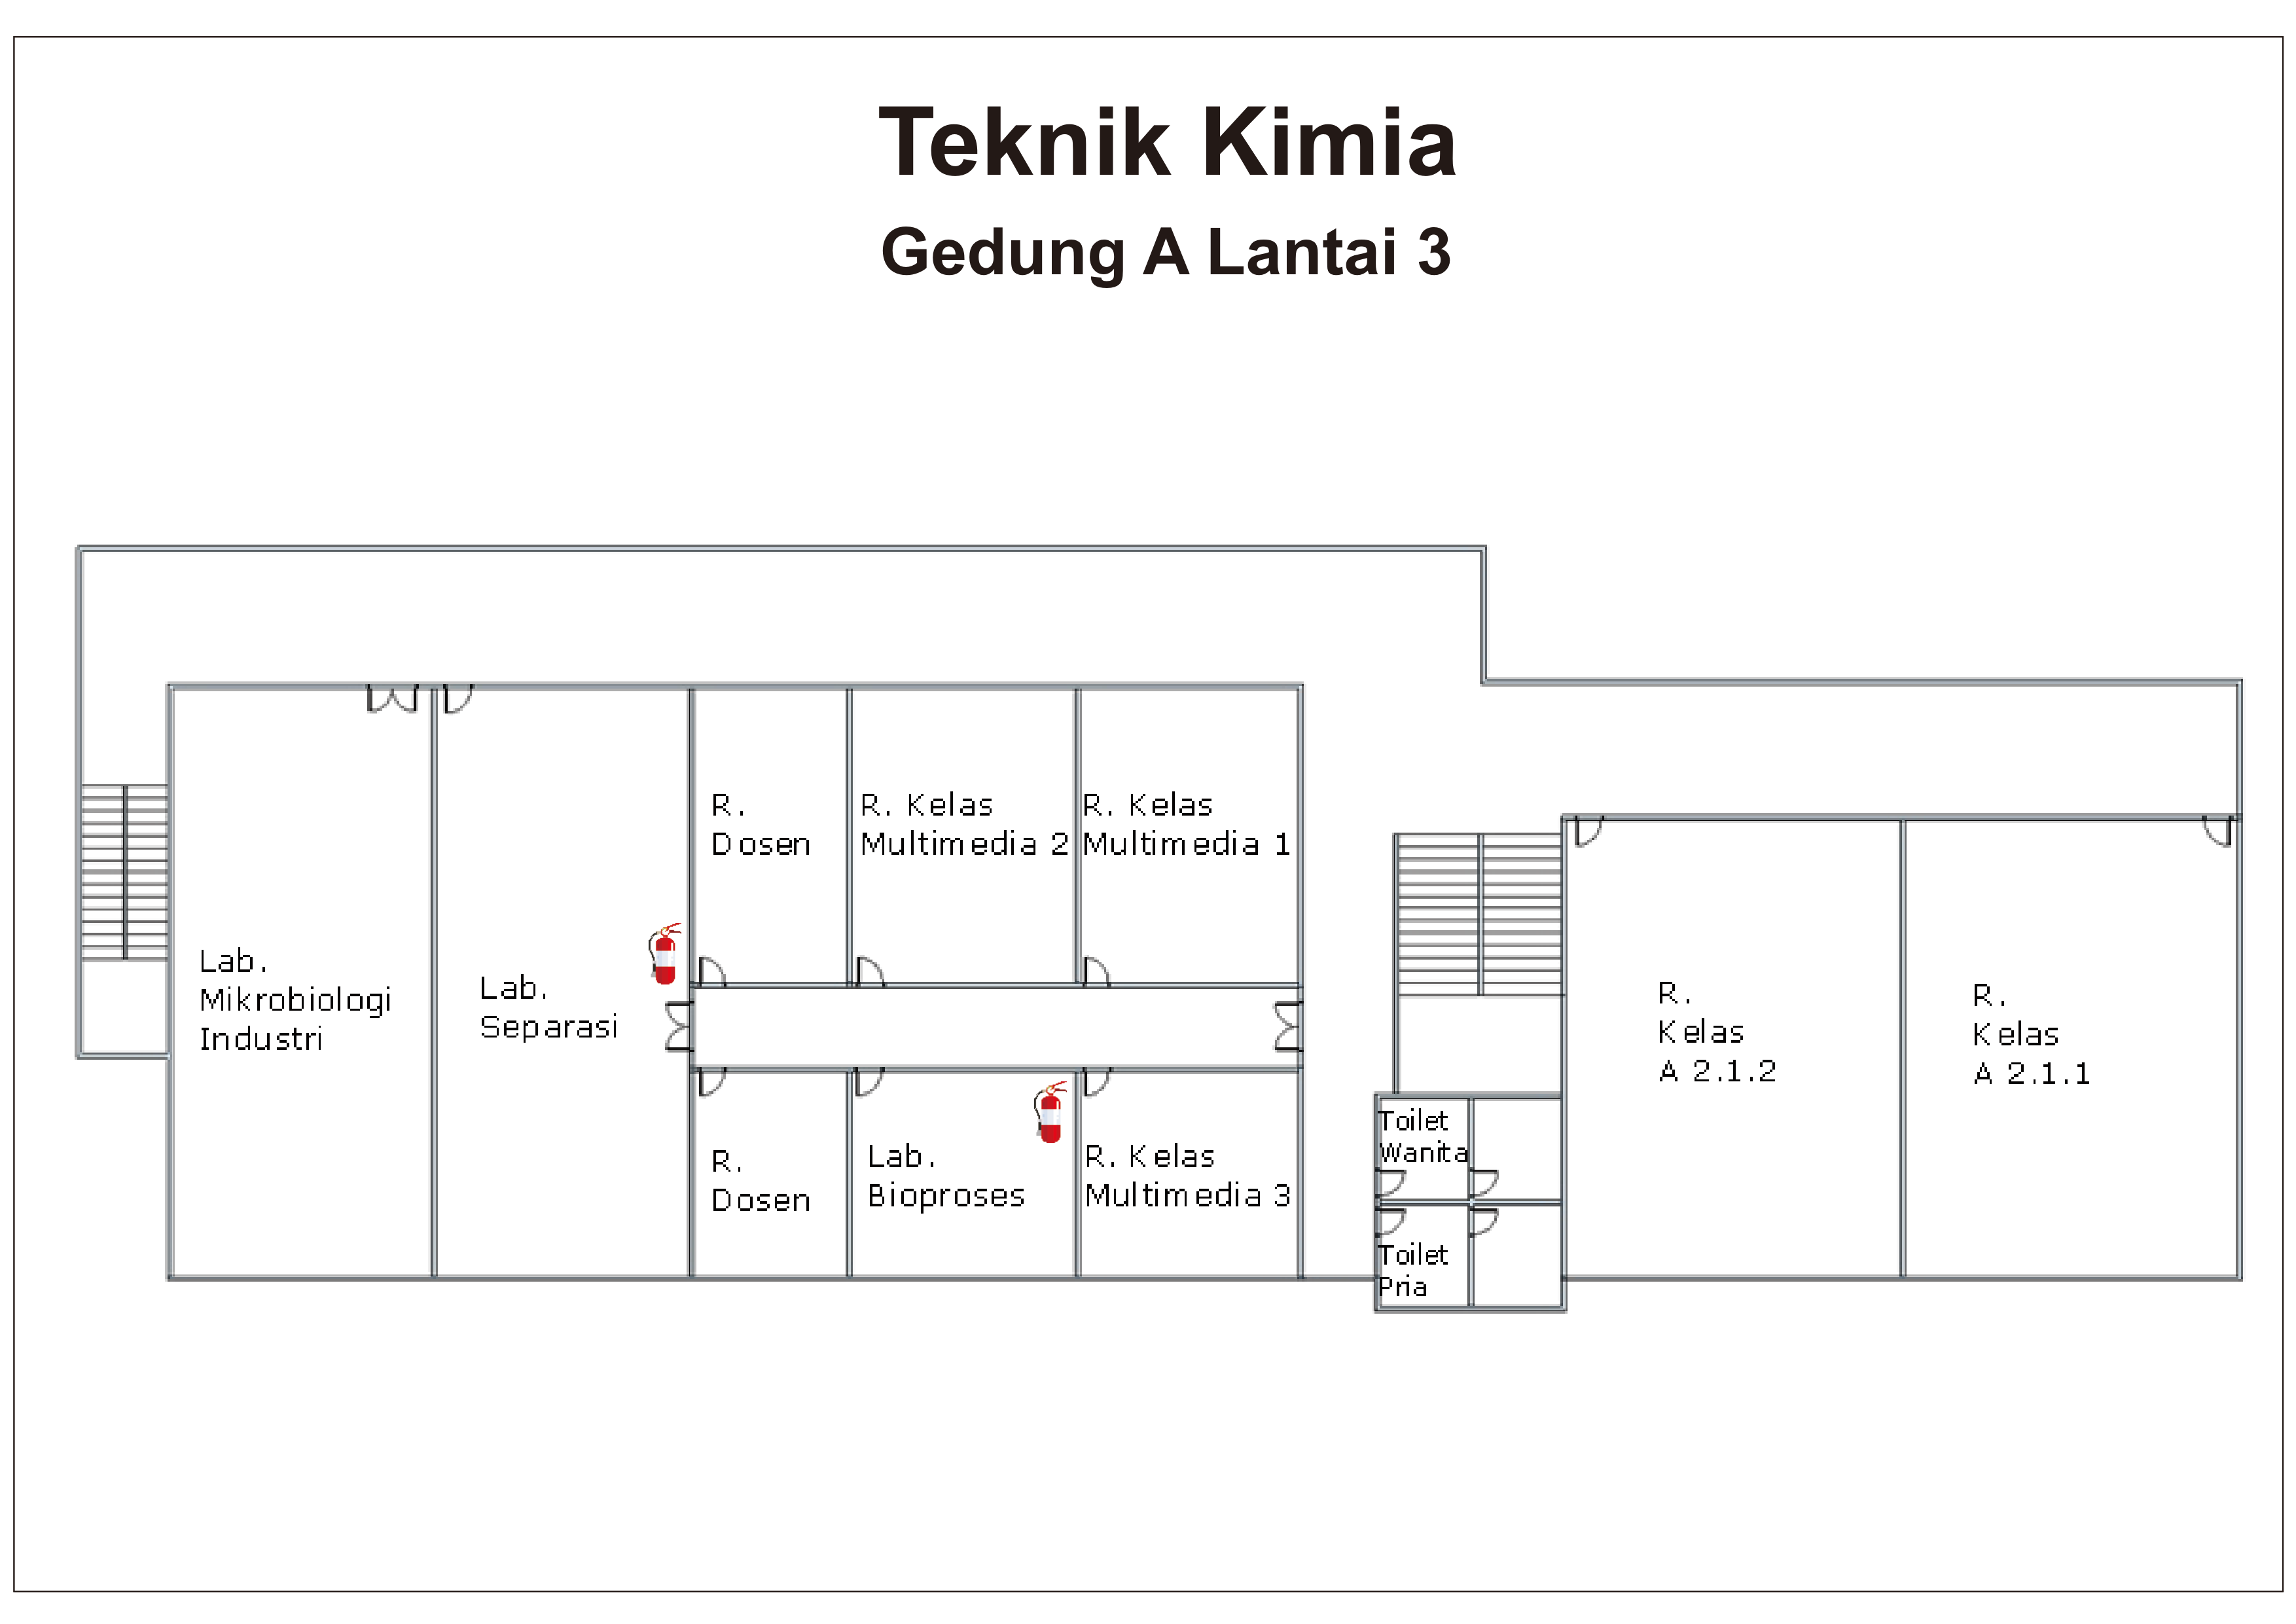 Teknik Kimia
Gedung A Lantai 3
R.
Dosen
R. Kelas
Multimedia 2
R. Kelas
Multimedia 1
Lab.
Mikrobiologi
Industri
Lab.
Separasi
R.
Kelas
A 2.1.2
R.
Kelas
A 2.1.1
R.
Dosen
Lab.
Bioproses
R. Kelas
Multimedia 3
Toilet
Wanita
Toilet
Pria